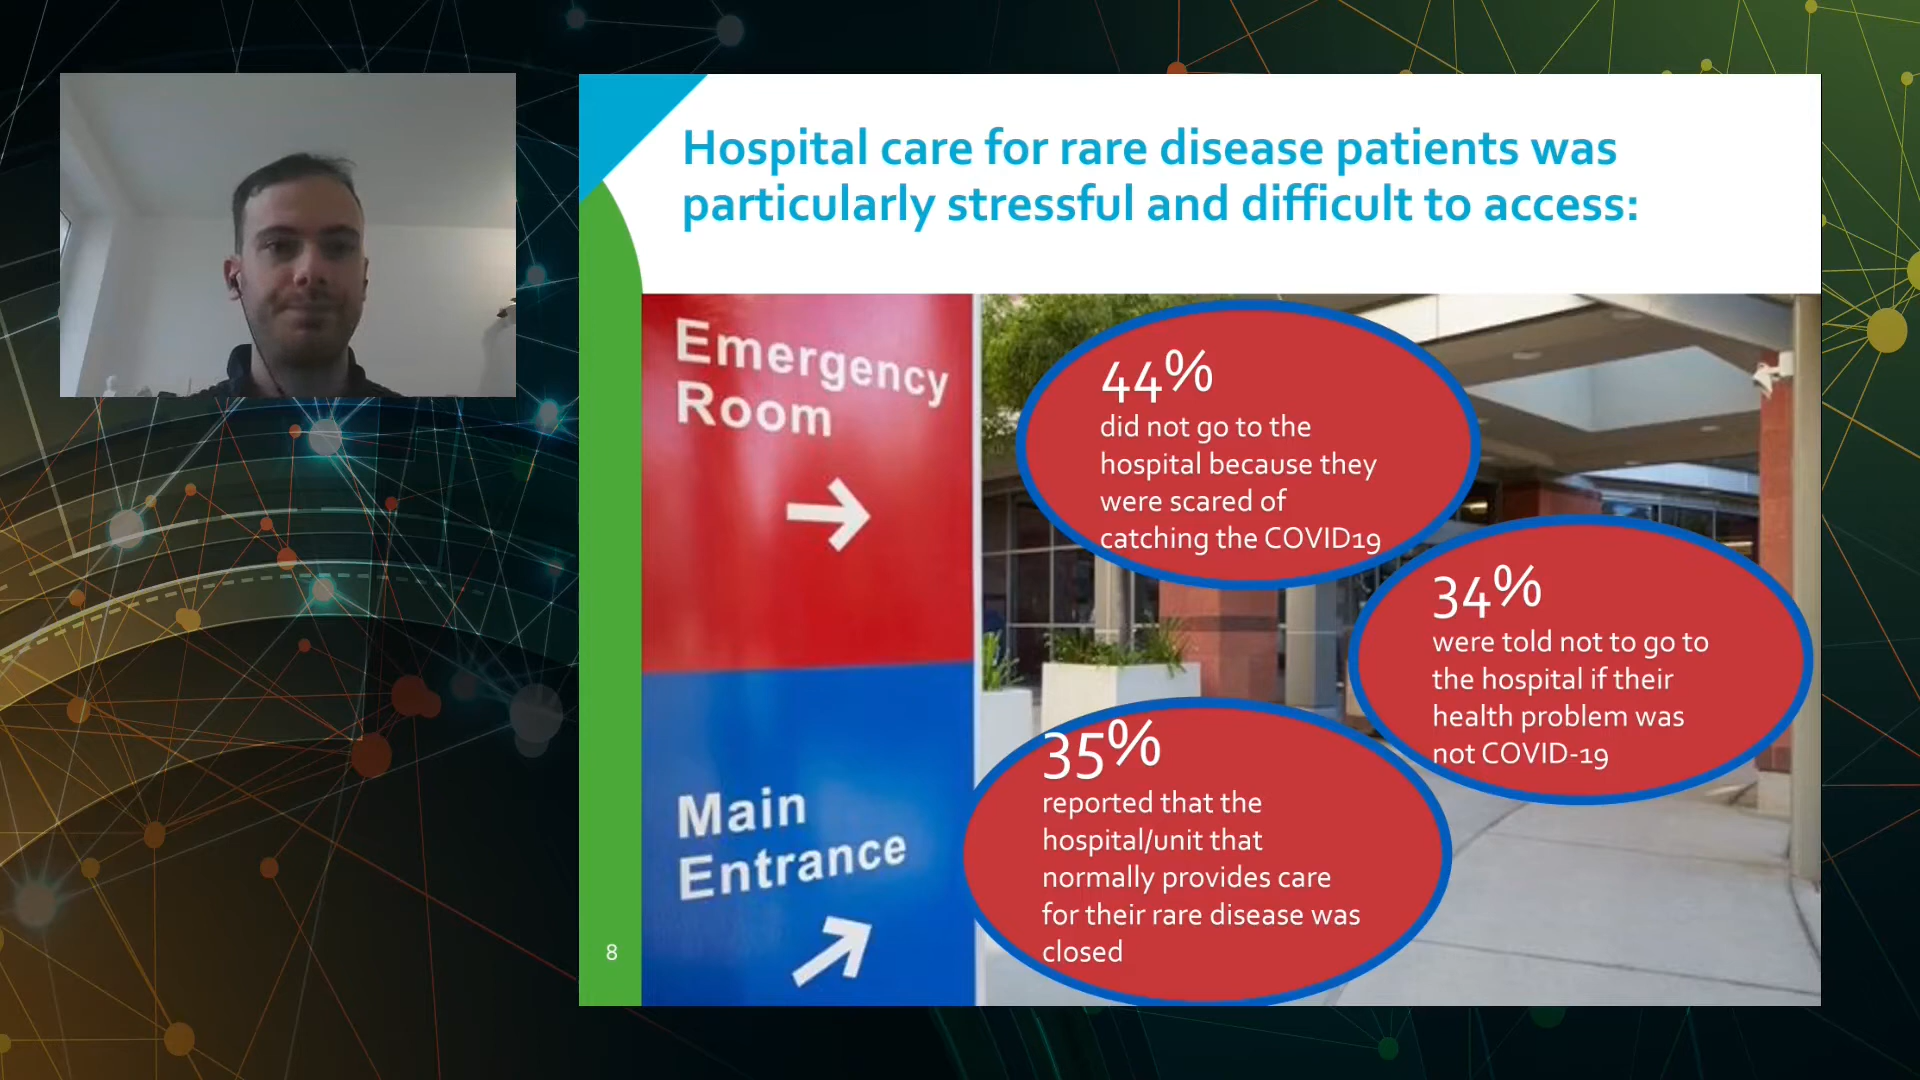 Hospital care for rare disease patients was
particularly stressful and difficult to access:
Emergency
Room
Main
Entrance
44%
did not go to the
hospital because they
were scared of
catching the COVID19
34%
were told not to go to
the hospital if their
health problem was
not COVID-19
35%
reported that the
hospital/unit that
normally provides care
for their rare disease was
closed
8